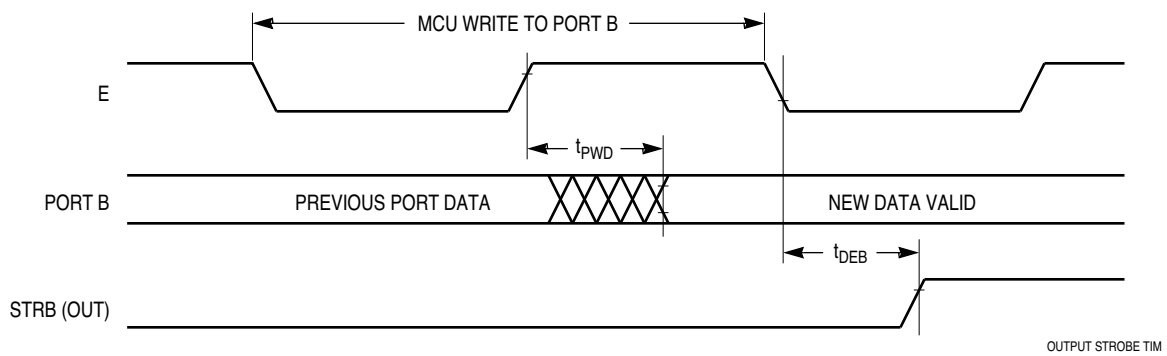 MCU WRITE TO PORT B
E
tPWD
PORT B
PREVIOUS PORT DATA
NEW DATA VALID
tDEB
STRB (OUT)
OUTPUT STROBE TIM